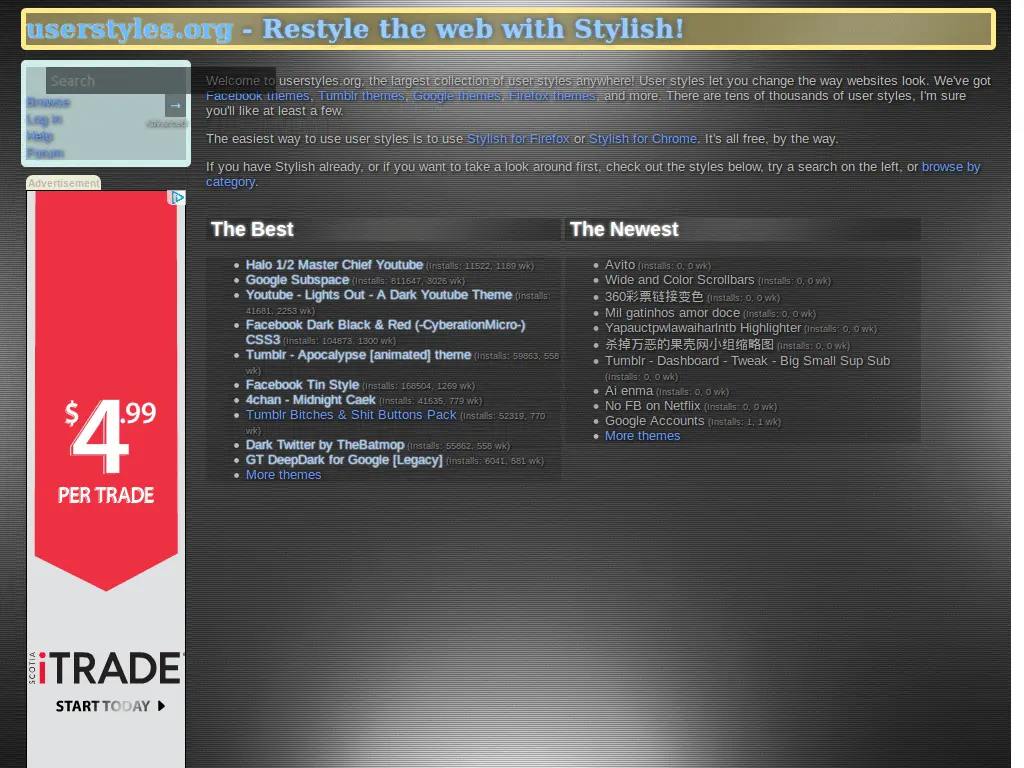 userstyles.org - Restyle the web with Stylish!
Search
→
Browse
Advanced
Log in
Help
Forum
Welcome to userstyles.org, the largest collection of user styles anywhere! User styles let you change the way websites look. We've got
Facebook themes, Tumblr themes, Google themes, Firefox themes, and more. There are tens of thousands of user styles, I'm sure
you'll like at least a few.
The easiest way to use user styles is to use Stylish for Firefox or Stylish for Chrome. It's all free, by the way.
If you have Stylish already, or if you want to take a look around first, check out the styles below, try a search on the left, or browse by
category.
Advertisement
$4.99
PER TRADE
SCOTIA iTRADE
START TODAY
The Best
Halo 1/2 Master Chief Youtube (Installs: 11522, 1189 wk)
Google Subspace (Installs: 811647, 3026 wk)
Youtube - Lights Out - A Dark Youtube Theme (Installs:
41681, 2253 wk)
Facebook Dark Black & Red (-CyberationMicro-)
CSS3 (Installs: 104873, 1300 wk)
Tumblr - Apocalypse [animated] theme (Installs: 59863, 558
wk)
Facebook Tin Style (Installs: 168504, 1269 wk)
4chan - Midnight Caek (Installs: 41635, 779 wk)
Tumblr Bitches & Shit Buttons Pack (Installs: 52319, 770
wk)
Dark Twitter by TheBatmop (Installs: 55862, 558 wk)
GT DeepDark for Google [Legacy] (Installs: 6041, 581 wk)
More themes
The Newest
Avito (Installs: 0, 0 wk)
Wide and Color Scrollbars (Installs: 0, 0 wk)
360彩票链接变色 (Installs: 0, 0 wk)
Mil gatinhos amor doce (Installs: 0, 0 wk)
Yapauctpwlawaiharlntb Highlighter (Installs: 0, 0 wk)
杀掉万恶的果壳网小组缩略图 (Installs: 0, 0 wk)
Tumblr - Dashboard - Tweak - Big Small Sup Sub
(Installs: 0, 0 wk)
Ai enma (Installs: 0, 0 wk)
No FB on Netflix (Installs: 0, 0 wk)
Google Accounts (Installs: 1, 1 wk)
More themes